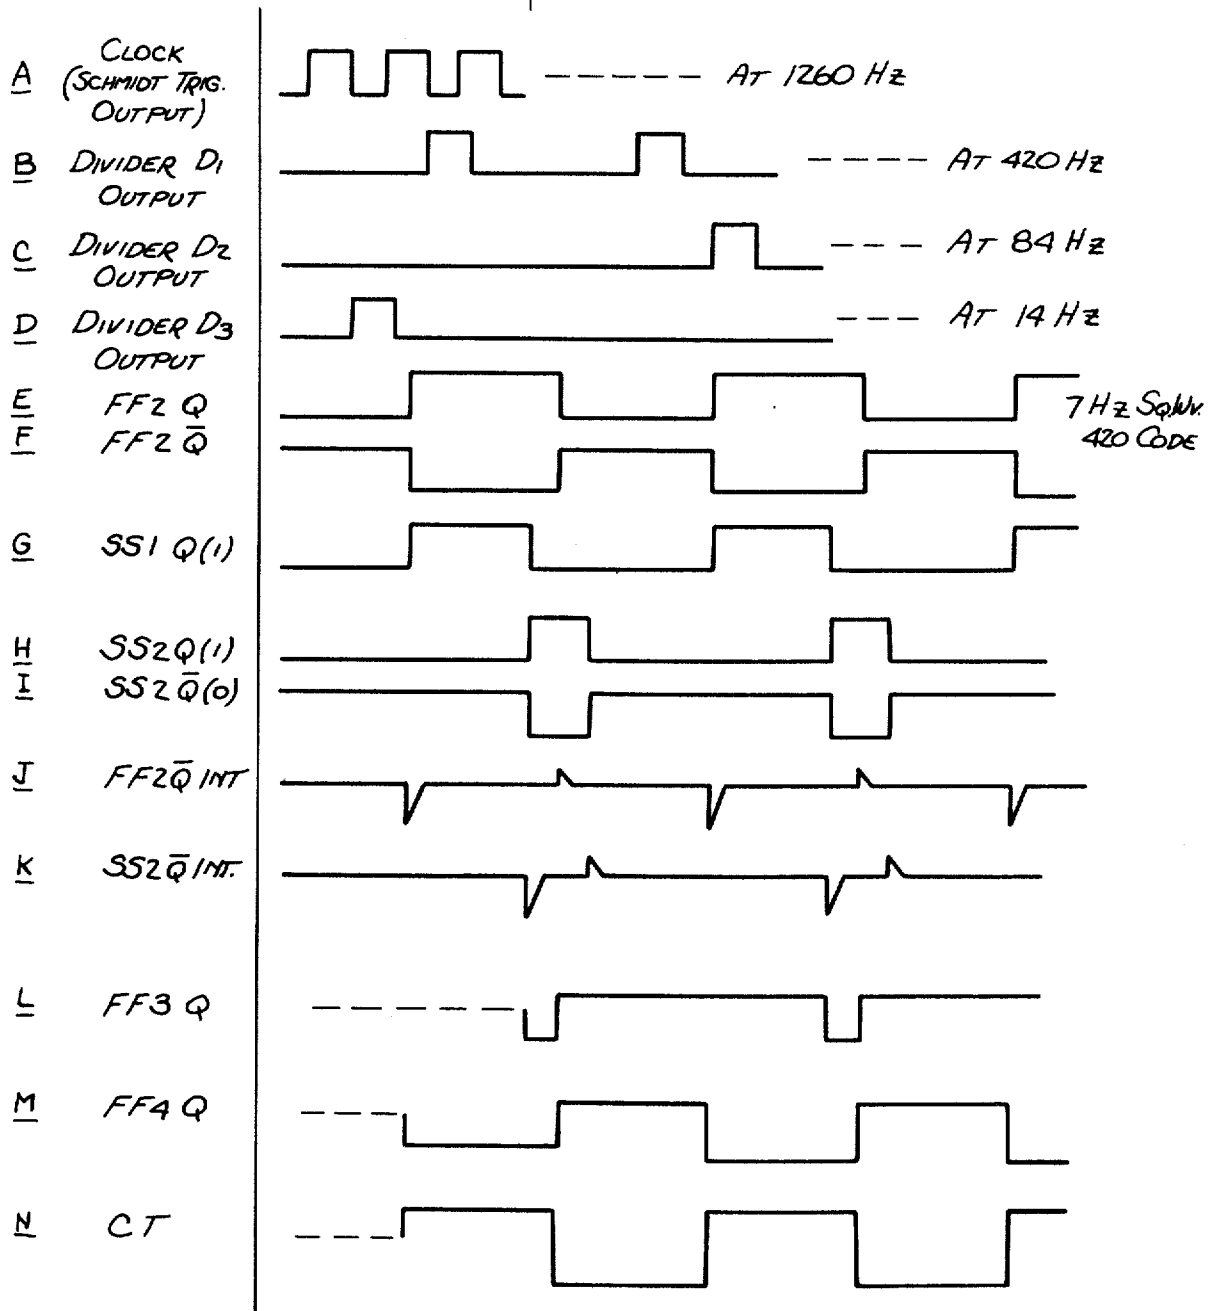 A CLOCK
(SCHMIDT TRIG.
OUTPUT)
AT 1260 HZ
B DIVIDER D1
OUTPUT
AT 420 HZ
C DIVIDER D2
OUTPUT
AT 84 HZ
D DIVIDER D3
OUTPUT
AT 14 HZ
E FF2 Q
7 HZ SQ.WV.
420 CODE
F FF2 Q̅
G SS1 Q(1)
H SS2 Q(1)
I SS2 Q̅(0)
J FF2 Q̅ INT
K SS2 Q̅ INT.
L FF3 Q
M FF4 Q
N CT